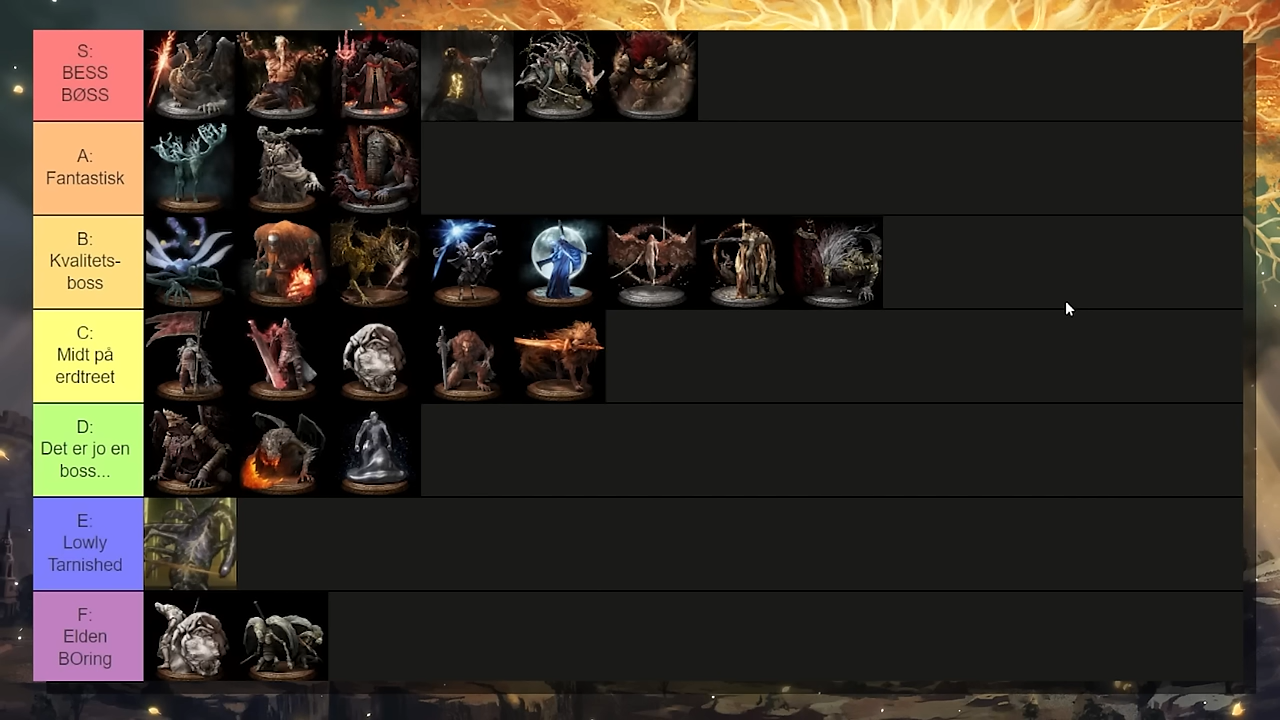 S:
BESS
BØSS
A:
Fantastisk
B:
Kvalitets-
boss
C:
Midt på
erdtreet
D:
Det er jo en
boss...
E:
Lowly
Tarnished
F:
Elden
BOring